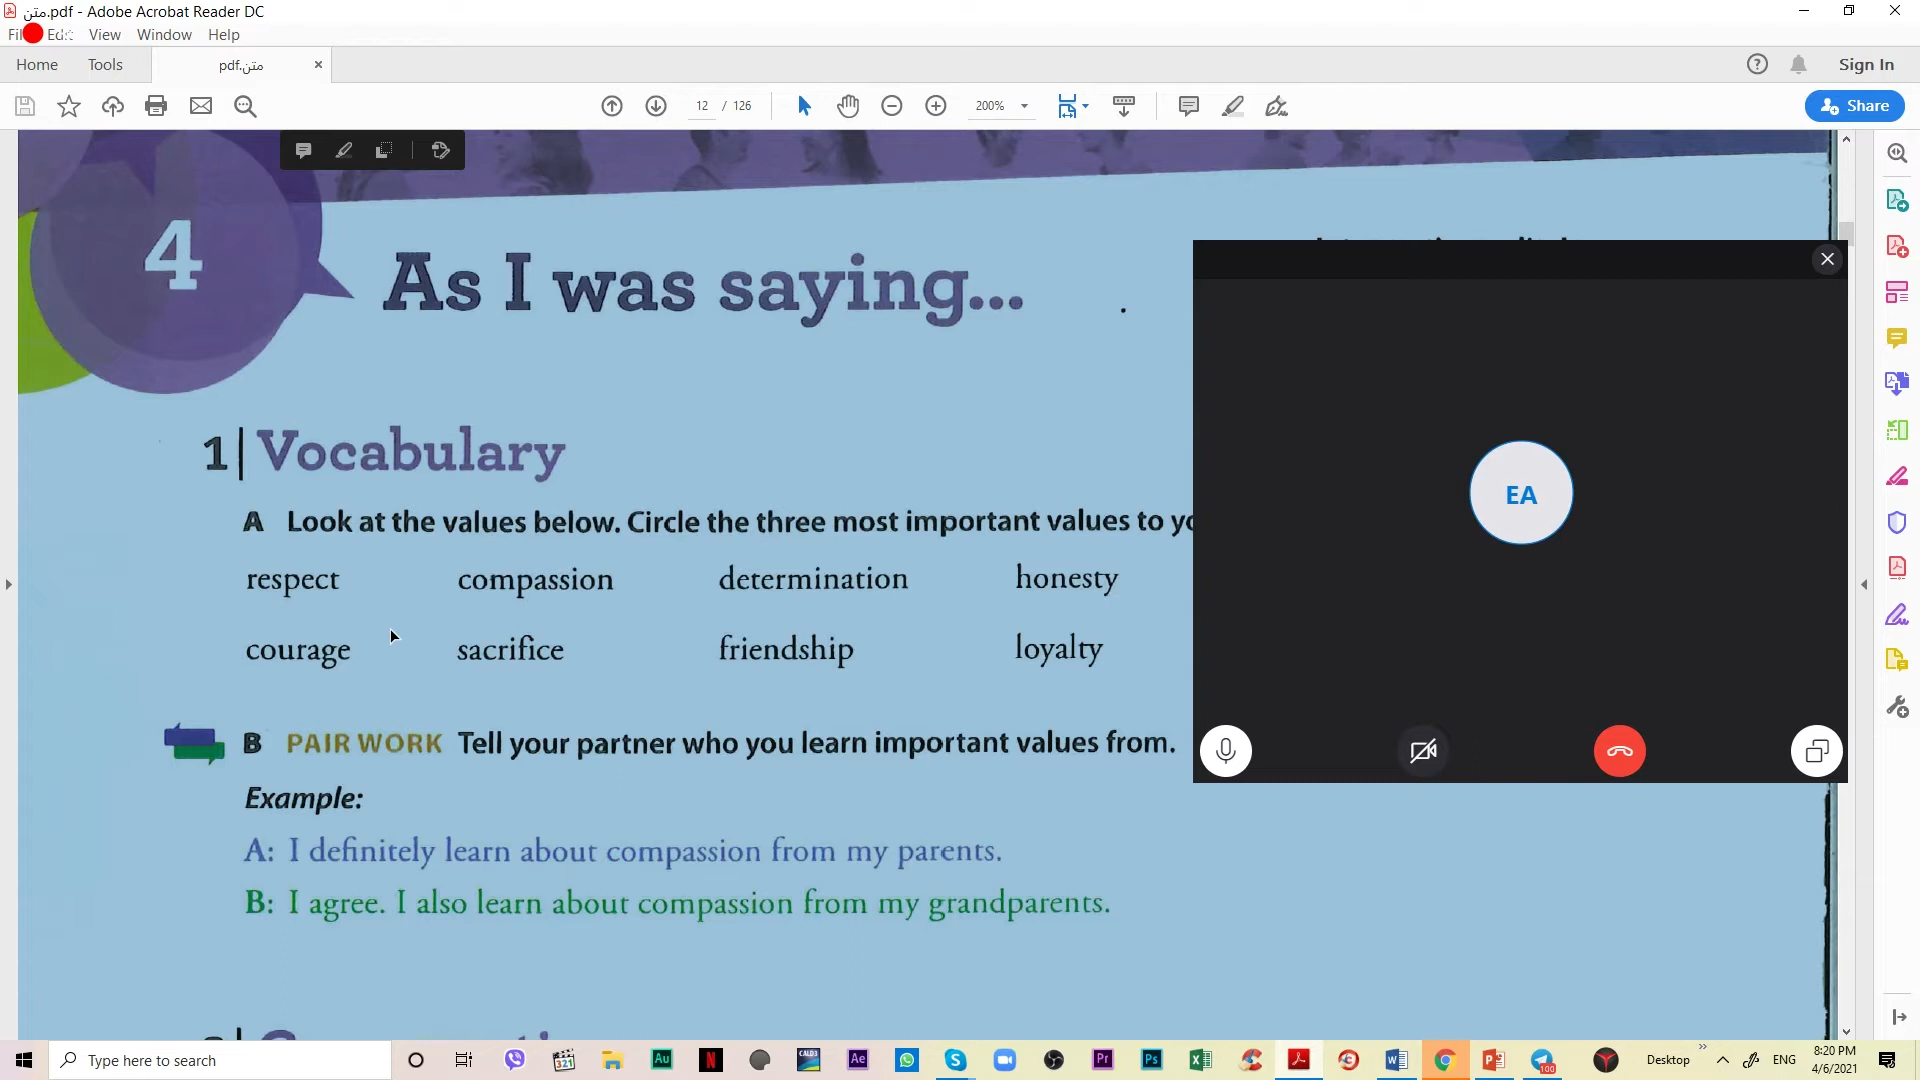 متن.pdf - Adobe Acrobat Reader DC
View Window Help
Home Tools متن.pdf Sign In
12 / 126 200% Share
4
As I was saying...
1 Vocabulary
A Look at the values below. Circle the three most important values to
respect compassion determination honesty
courage sacrifice friendship loyalty
B PAIR WORK Tell your partner who you learn important values from.
Example:
A: I definitely learn about compassion from my parents.
B: I agree. I also learn about compassion from my grandparents.
EA
Type here to search
Desktop
ENG
8:20 PM
4/6/2021